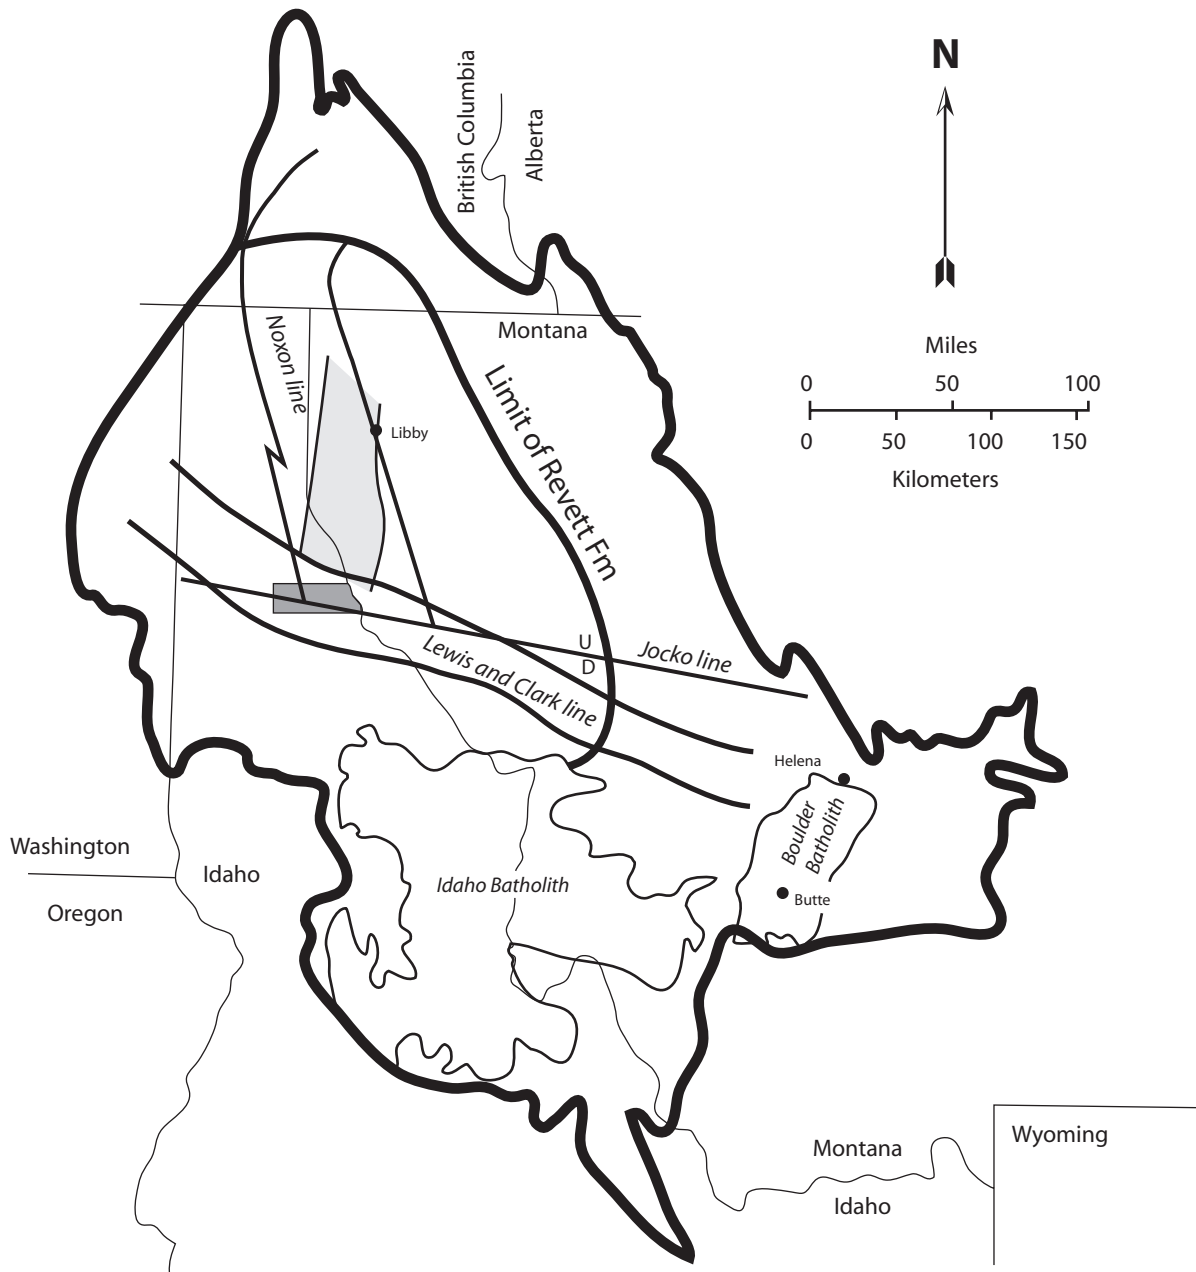 British Columbia
Alberta
N
Montana
Miles
0 50 100
0 50 100 150
Kilometers
Noxon line
Libby
Limit of Revett Fm
U
D
Jocko line
Lewis and Clark line
Helena
Boulder
Batholith
Butte
Washington
Oregon
Idaho
Idaho Batholith
Montana
Idaho
Wyoming